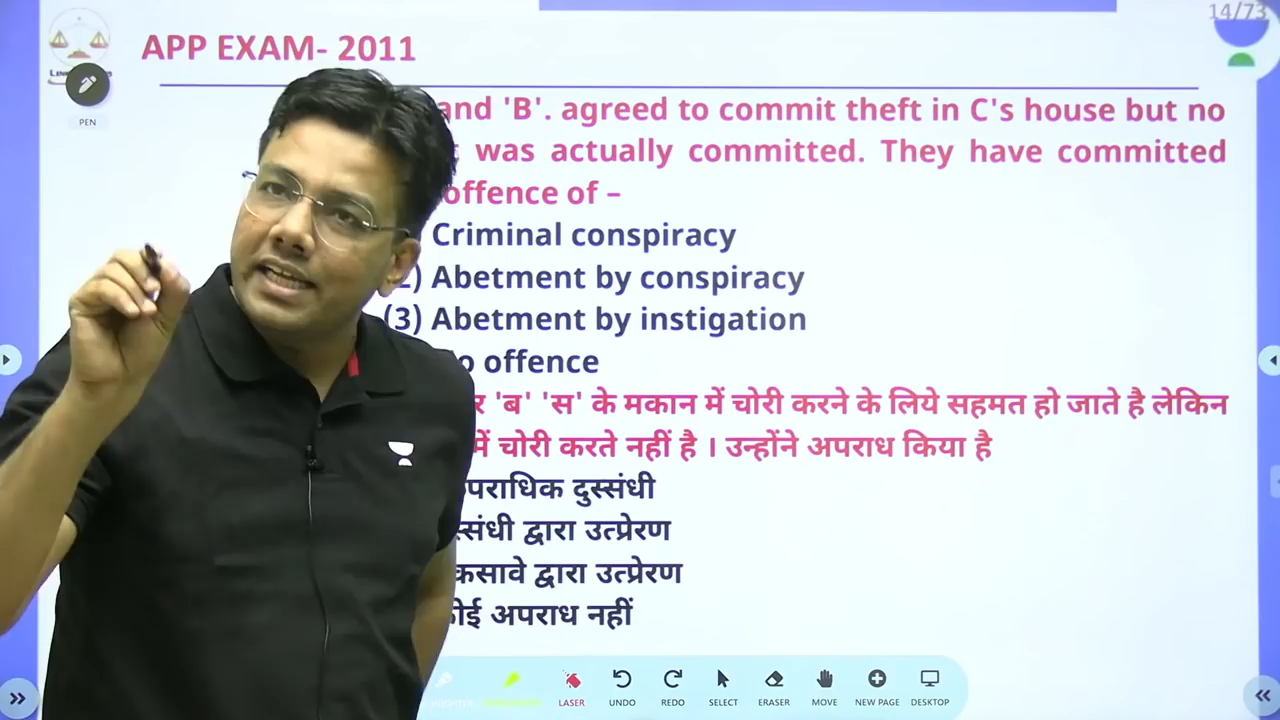 14/73
APP EXAM- 2011
PEN
and 'B'. agreed to commit theft in C's house but no
was actually committed. They have committed
offence of –
Criminal conspiracy
2) Abetment by conspiracy
(3) Abetment by instigation
offence
'ब' 'स' के मकान में चोरी करने के लिये सहमत हो जाते है लेकिन
में चोरी करते नहीं है । उन्होंने अपराध किया है
दुस्संधी
द्वारा उत्प्रेरण
द्वारा उत्प्रेरण
अपराध नहीं
LASER
UNDO
REDO
SELECT
ERASER
MOVE
NEW PAGE
DESKTOP